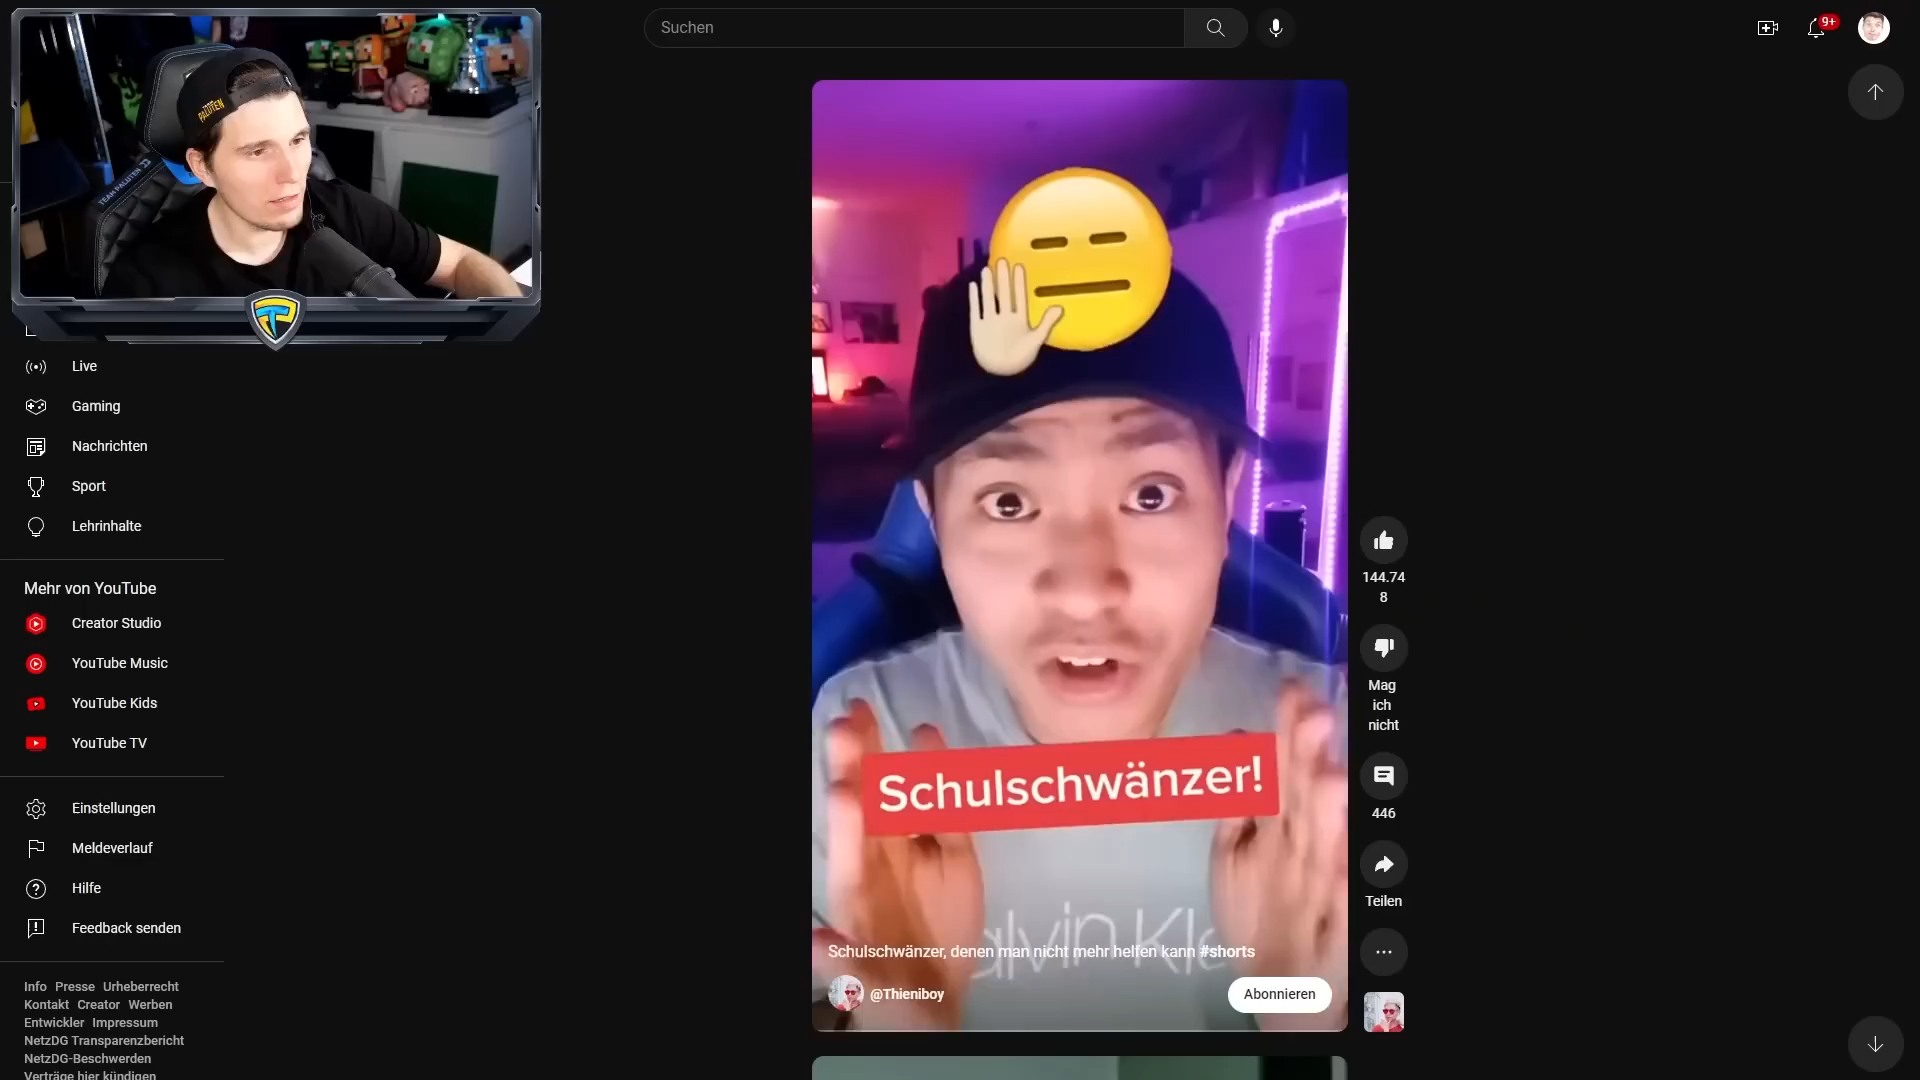 Suchen
9+
PALUTEN
TEAM PALUTEN
Live
Gaming
Nachrichten
Sport
Lehrinhalte
Mehr von YouTube
Creator Studio
YouTube Music
YouTube Kids
YouTube TV
Einstellungen
Meldeverlauf
Hilfe
Feedback senden
Info Presse Urheberrecht
Kontakt Creator Werben
Entwickler Impressum
NetzDG Transparenzbericht
NetzDG-Beschwerden
Verträge hier kündigen
Schulschwänzer!
Schulschwänzer, denen man nicht mehr helfen kann #shorts
@Thieniboy
Abonnieren
144.74
8
Mag
ich
nicht
446
Teilen